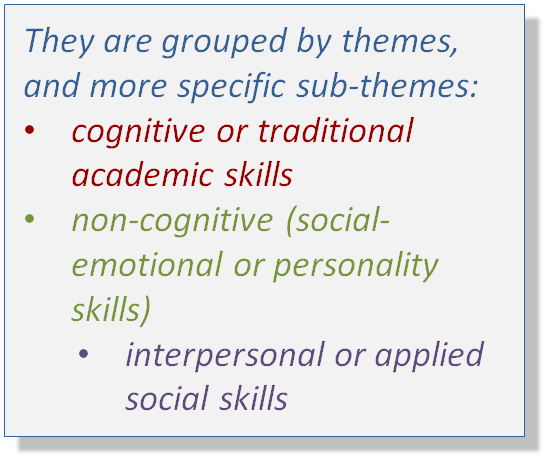 They are grouped by themes,
and more specific sub-themes:
• cognitive or traditional
academic skills
• non-cognitive (social-
emotional or personality
skills)
• interpersonal or applied
social skills